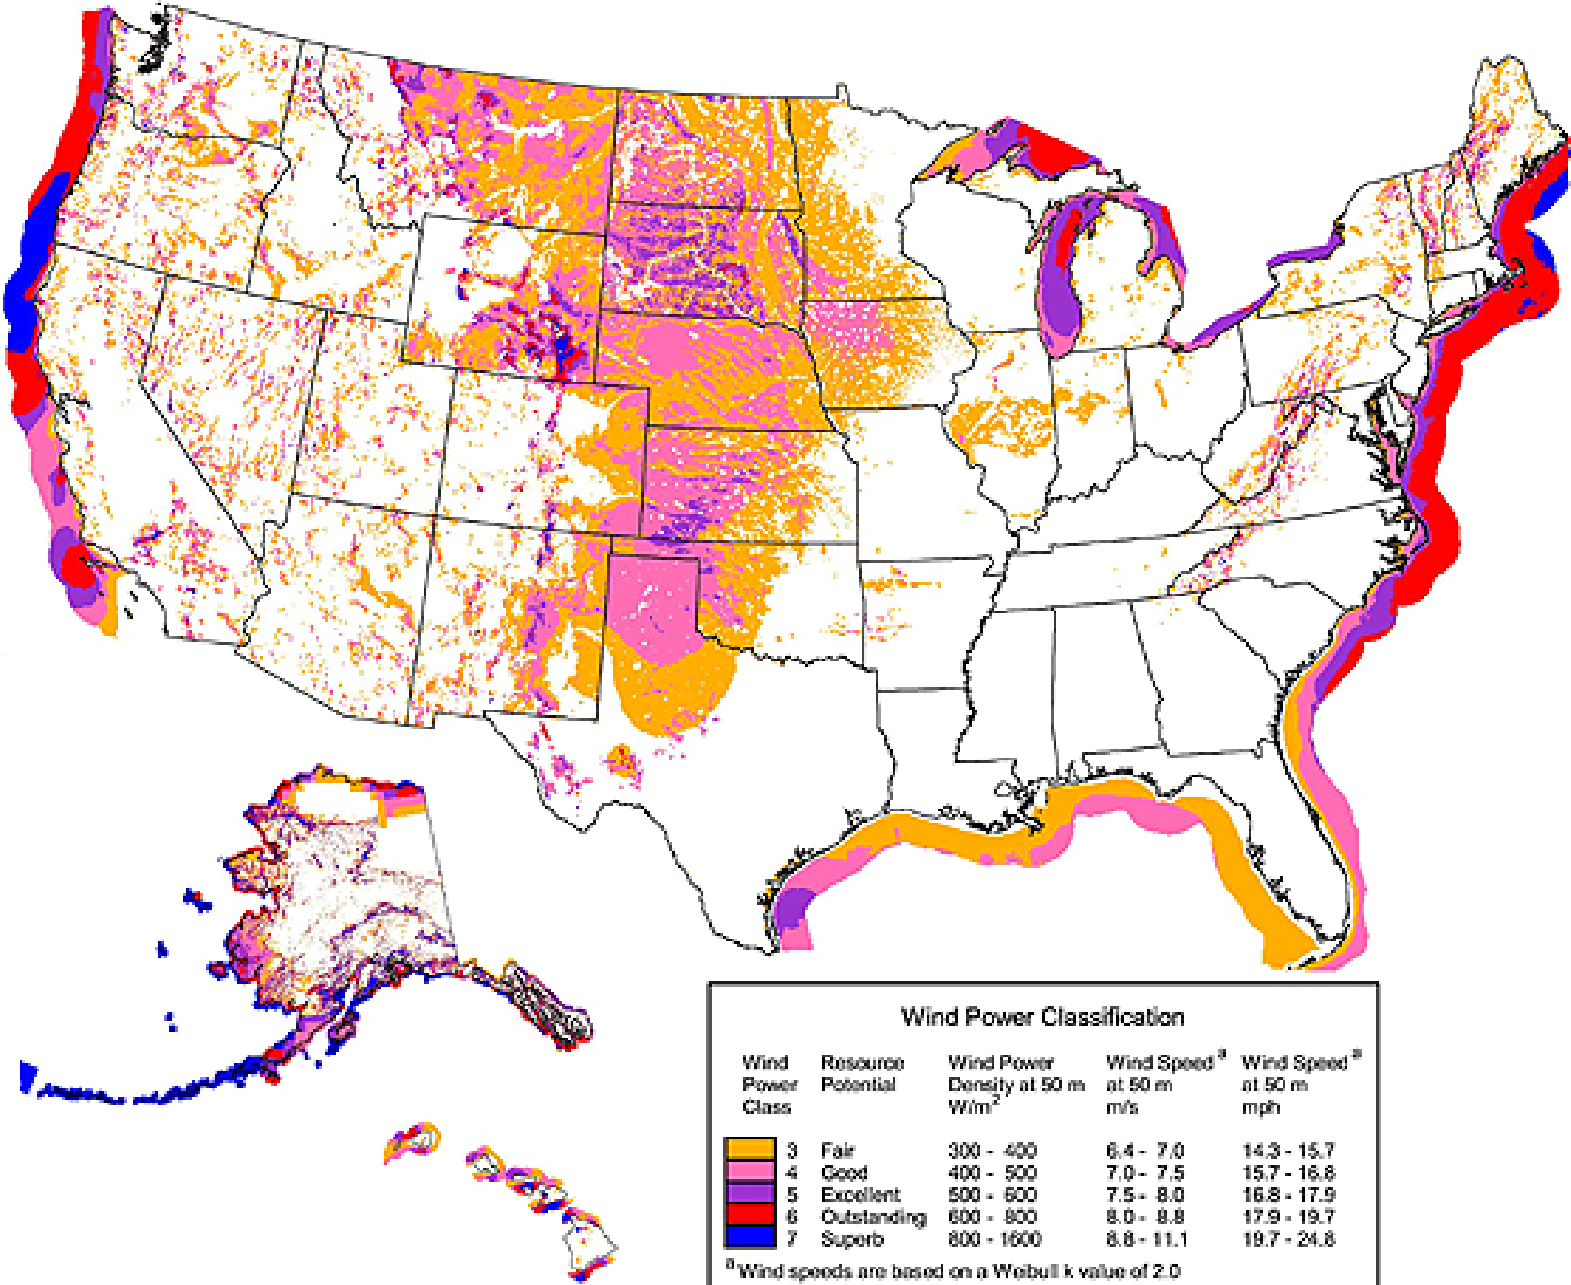 Wind Power Classification
Wind Power Class Resource Potential Wind Power Density at 50 m W/m2 Wind Speed a at 50 m m/s Wind Speed a at 50 m mph
3 Fair 300 - 400 6.4 - 7.0 14.3 - 15.7
4 Good 400 - 500 7.0 - 7.5 15.7 - 16.8
5 Excellent 500 - 600 7.5 - 8.0 16.8 - 17.9
6 Outstanding 600 - 800 8.0 - 8.8 17.9 - 19.7
7 Superb 800 - 1600 8.8 - 11.1 19.7 - 24.8
a Wind speeds are based on a Weibull k value of 2.0